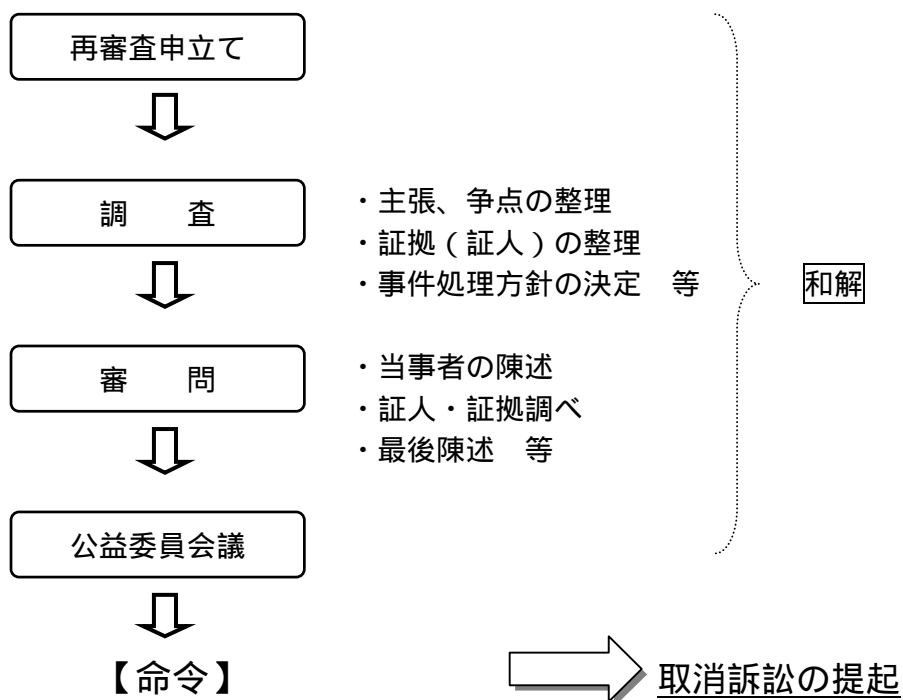 再審査申立て
調　　査
・主張、争点の整理
・証拠（証人）の整理
・事件処理方針の決定　等
和解
審　　問
・当事者の陳述
・証人・証拠調べ
・最後陳述　等
公益委員会議
【命令】
取消訴訟の提起